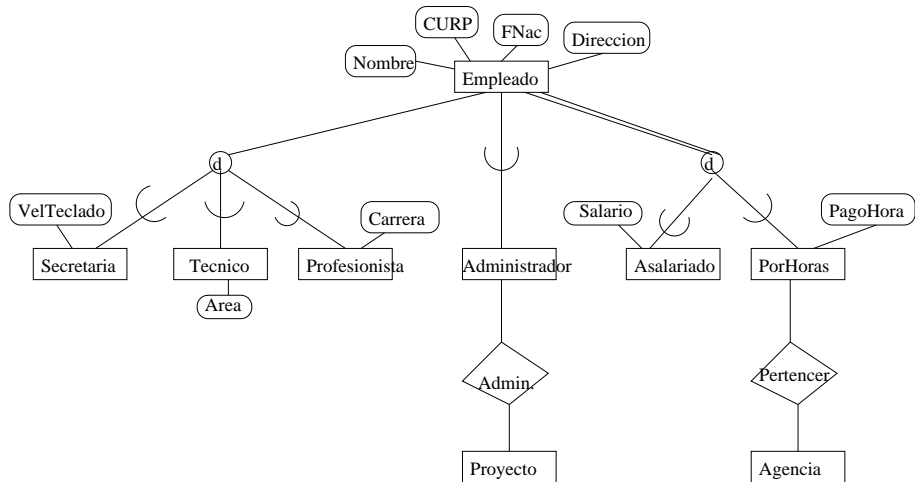 CURP
FNac
Direccion
Nombre
Empleado
d
d
VelTeclado
Carrera
Salario
PagoHora
Secretaria
Tecnico
Profesionista
Administrador
Asalariado
PorHoras
Area
Admin.
Pertencer
Proyecto
Agencia